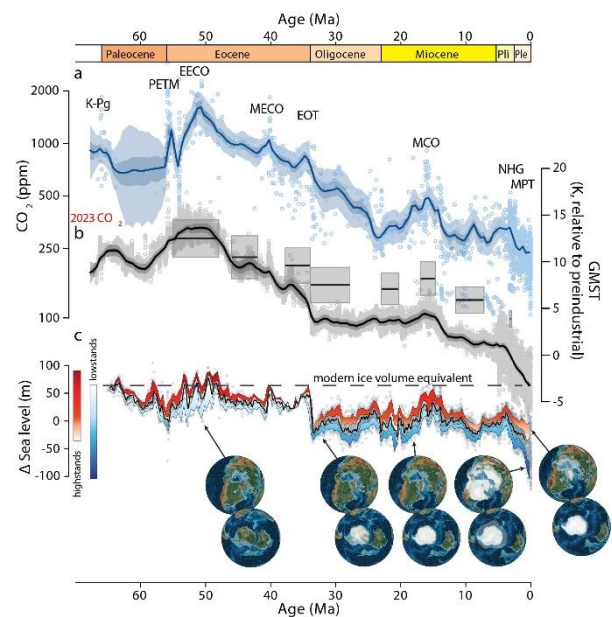 Age (Ma)
60 50 40 30 20 10 0
Paleocene Eocene Oligocene Miocene Pli Ple
a
K-Pg
PETM
EECO
MECO
EOT
MCO
NHG
MPT
2000
1000
500
250
100
CO2 (ppm)
2023 CO2
b
20
15
10
5
0
-5
GMST
(K, relative to preindustrial)
c
modern ice volume equivalent
lowstands
highstands
100
50
0
-50
-100
Δ Sea level (m)
60 50 40 30 20 10 0
Age (Ma)